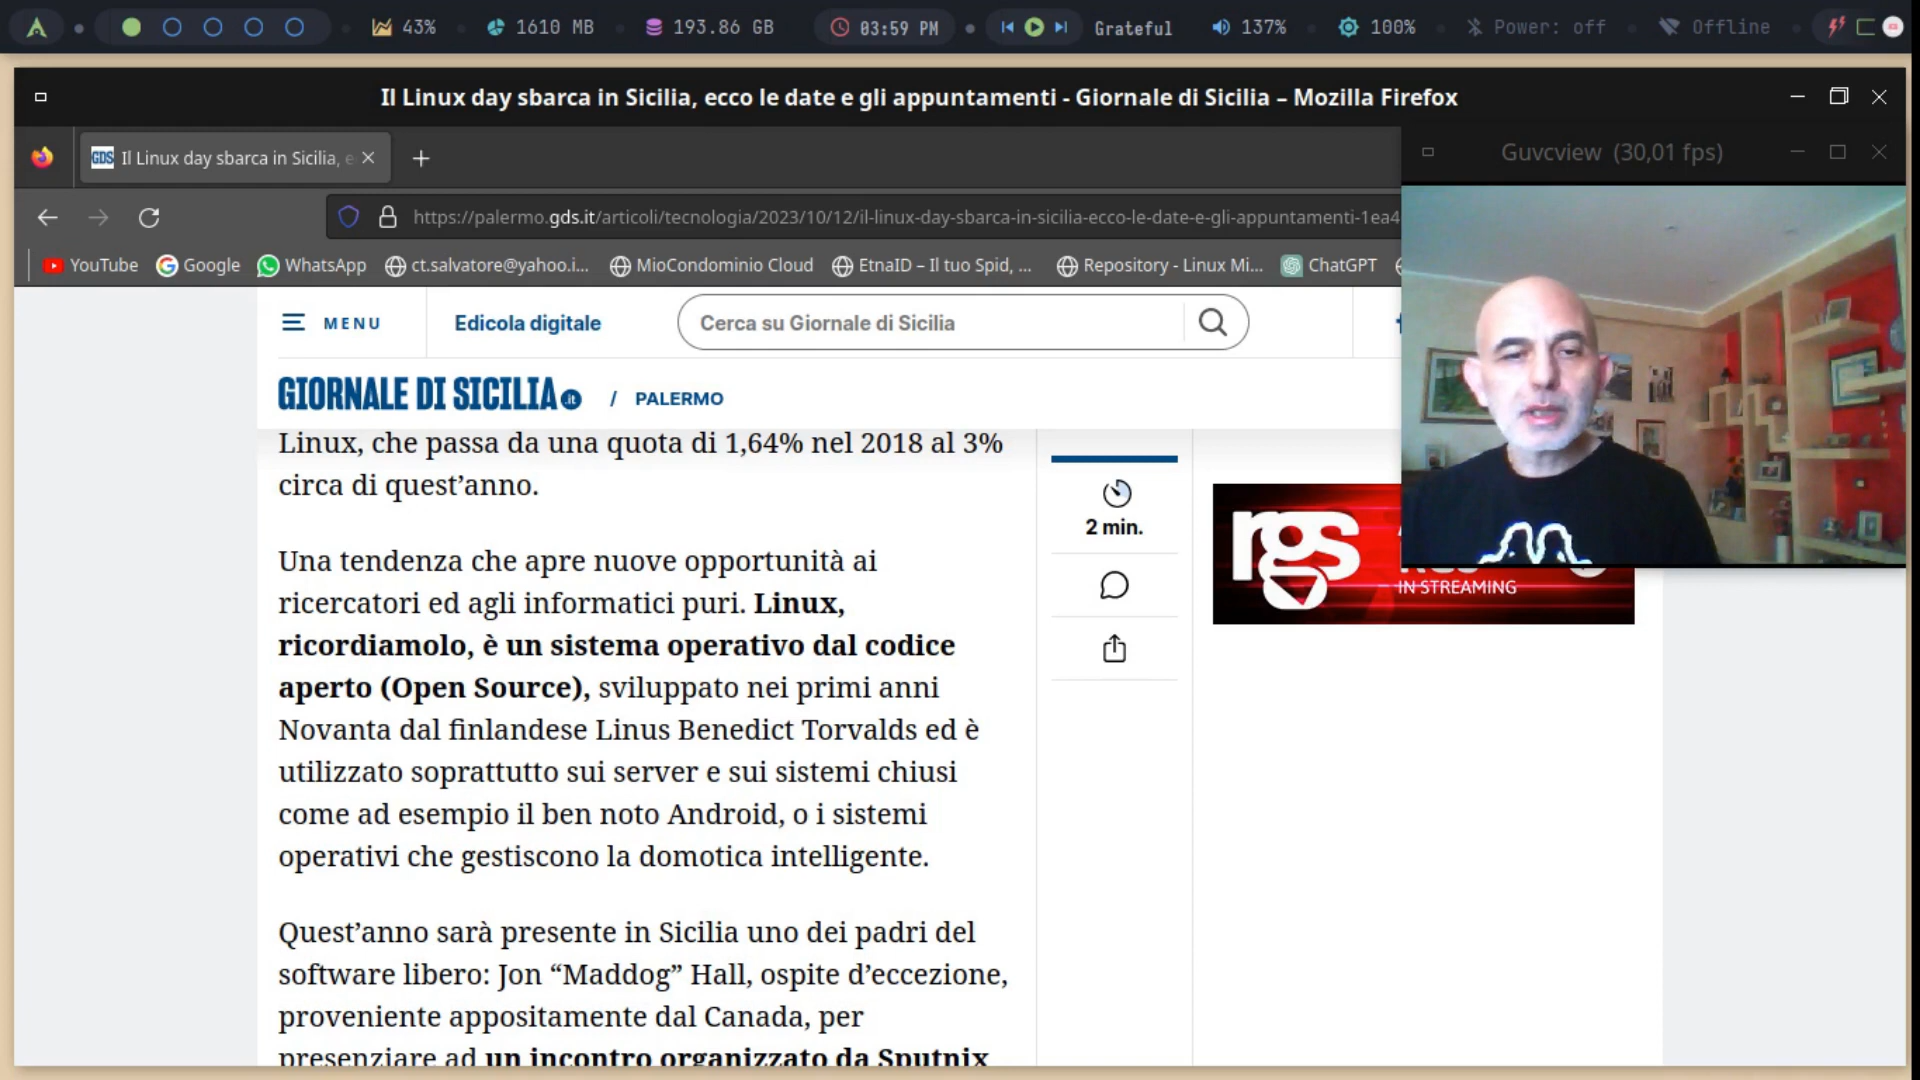 43% 1610 MB 193.86 GB 03:59 PM Grateful 137% 100% Power: off Offline
Il Linux day sbarca in Sicilia, ecco le date e gli appuntamenti - Giornale di Sicilia – Mozilla Firefox
GDS Il Linux day sbarca in Sicilia, e
Guvcview (30,01 fps)
https://palermo.gds.it/articoli/tecnologia/2023/10/12/il-linux-day-sbarca-in-sicilia-ecco-le-date-e-gli-appuntamenti-1ea4
YouTube Google WhatsApp ct.salvatore@yahoo.i... MioCondominio Cloud EtnaID – Il tuo Spid, ... Repository - Linux Mi... ChatGPT
MENU Edicola digitale Cerca su Giornale di Sicilia
GIORNALE DI SICILIA.it / PALERMO
Linux, che passa da una quota di 1,64% nel 2018 al 3%
circa di quest’anno.
2 min.
Una tendenza che apre nuove opportunità ai
ricercatori ed agli informatici puri. Linux,
ricordiamolo, è un sistema operativo dal codice
aperto (Open Source), sviluppato nei primi anni
Novanta dal finlandese Linus Benedict Torvalds ed è
utilizzato soprattutto sui server e sui sistemi chiusi
come ad esempio il ben noto Android, o i sistemi
operativi che gestiscono la domotica intelligente.
Quest’anno sarà presente in Sicilia uno dei padri del
software libero: Jon “Maddog” Hall, ospite d’eccezione,
proveniente appositamente dal Canada, per
presenziare ad un incontro organizzato da Sputnix
rgs
IN STREAMING